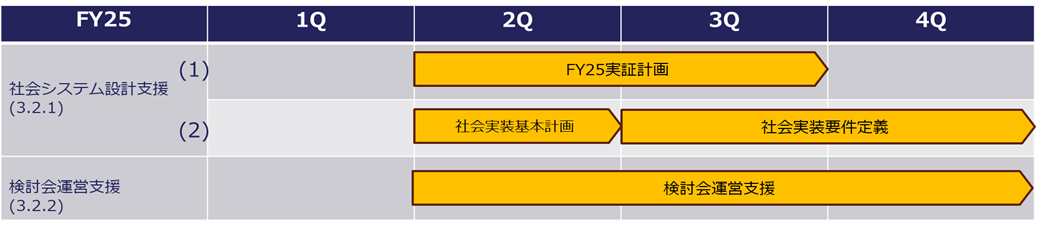 FY25 1Q 2Q 3Q 4Q
社会システム設計支援
(3.2.1)
(1) FY25実証計画
(2) 社会実装基本計画 社会実装要件定義
検討会運営支援
(3.2.2)
検討会運営支援